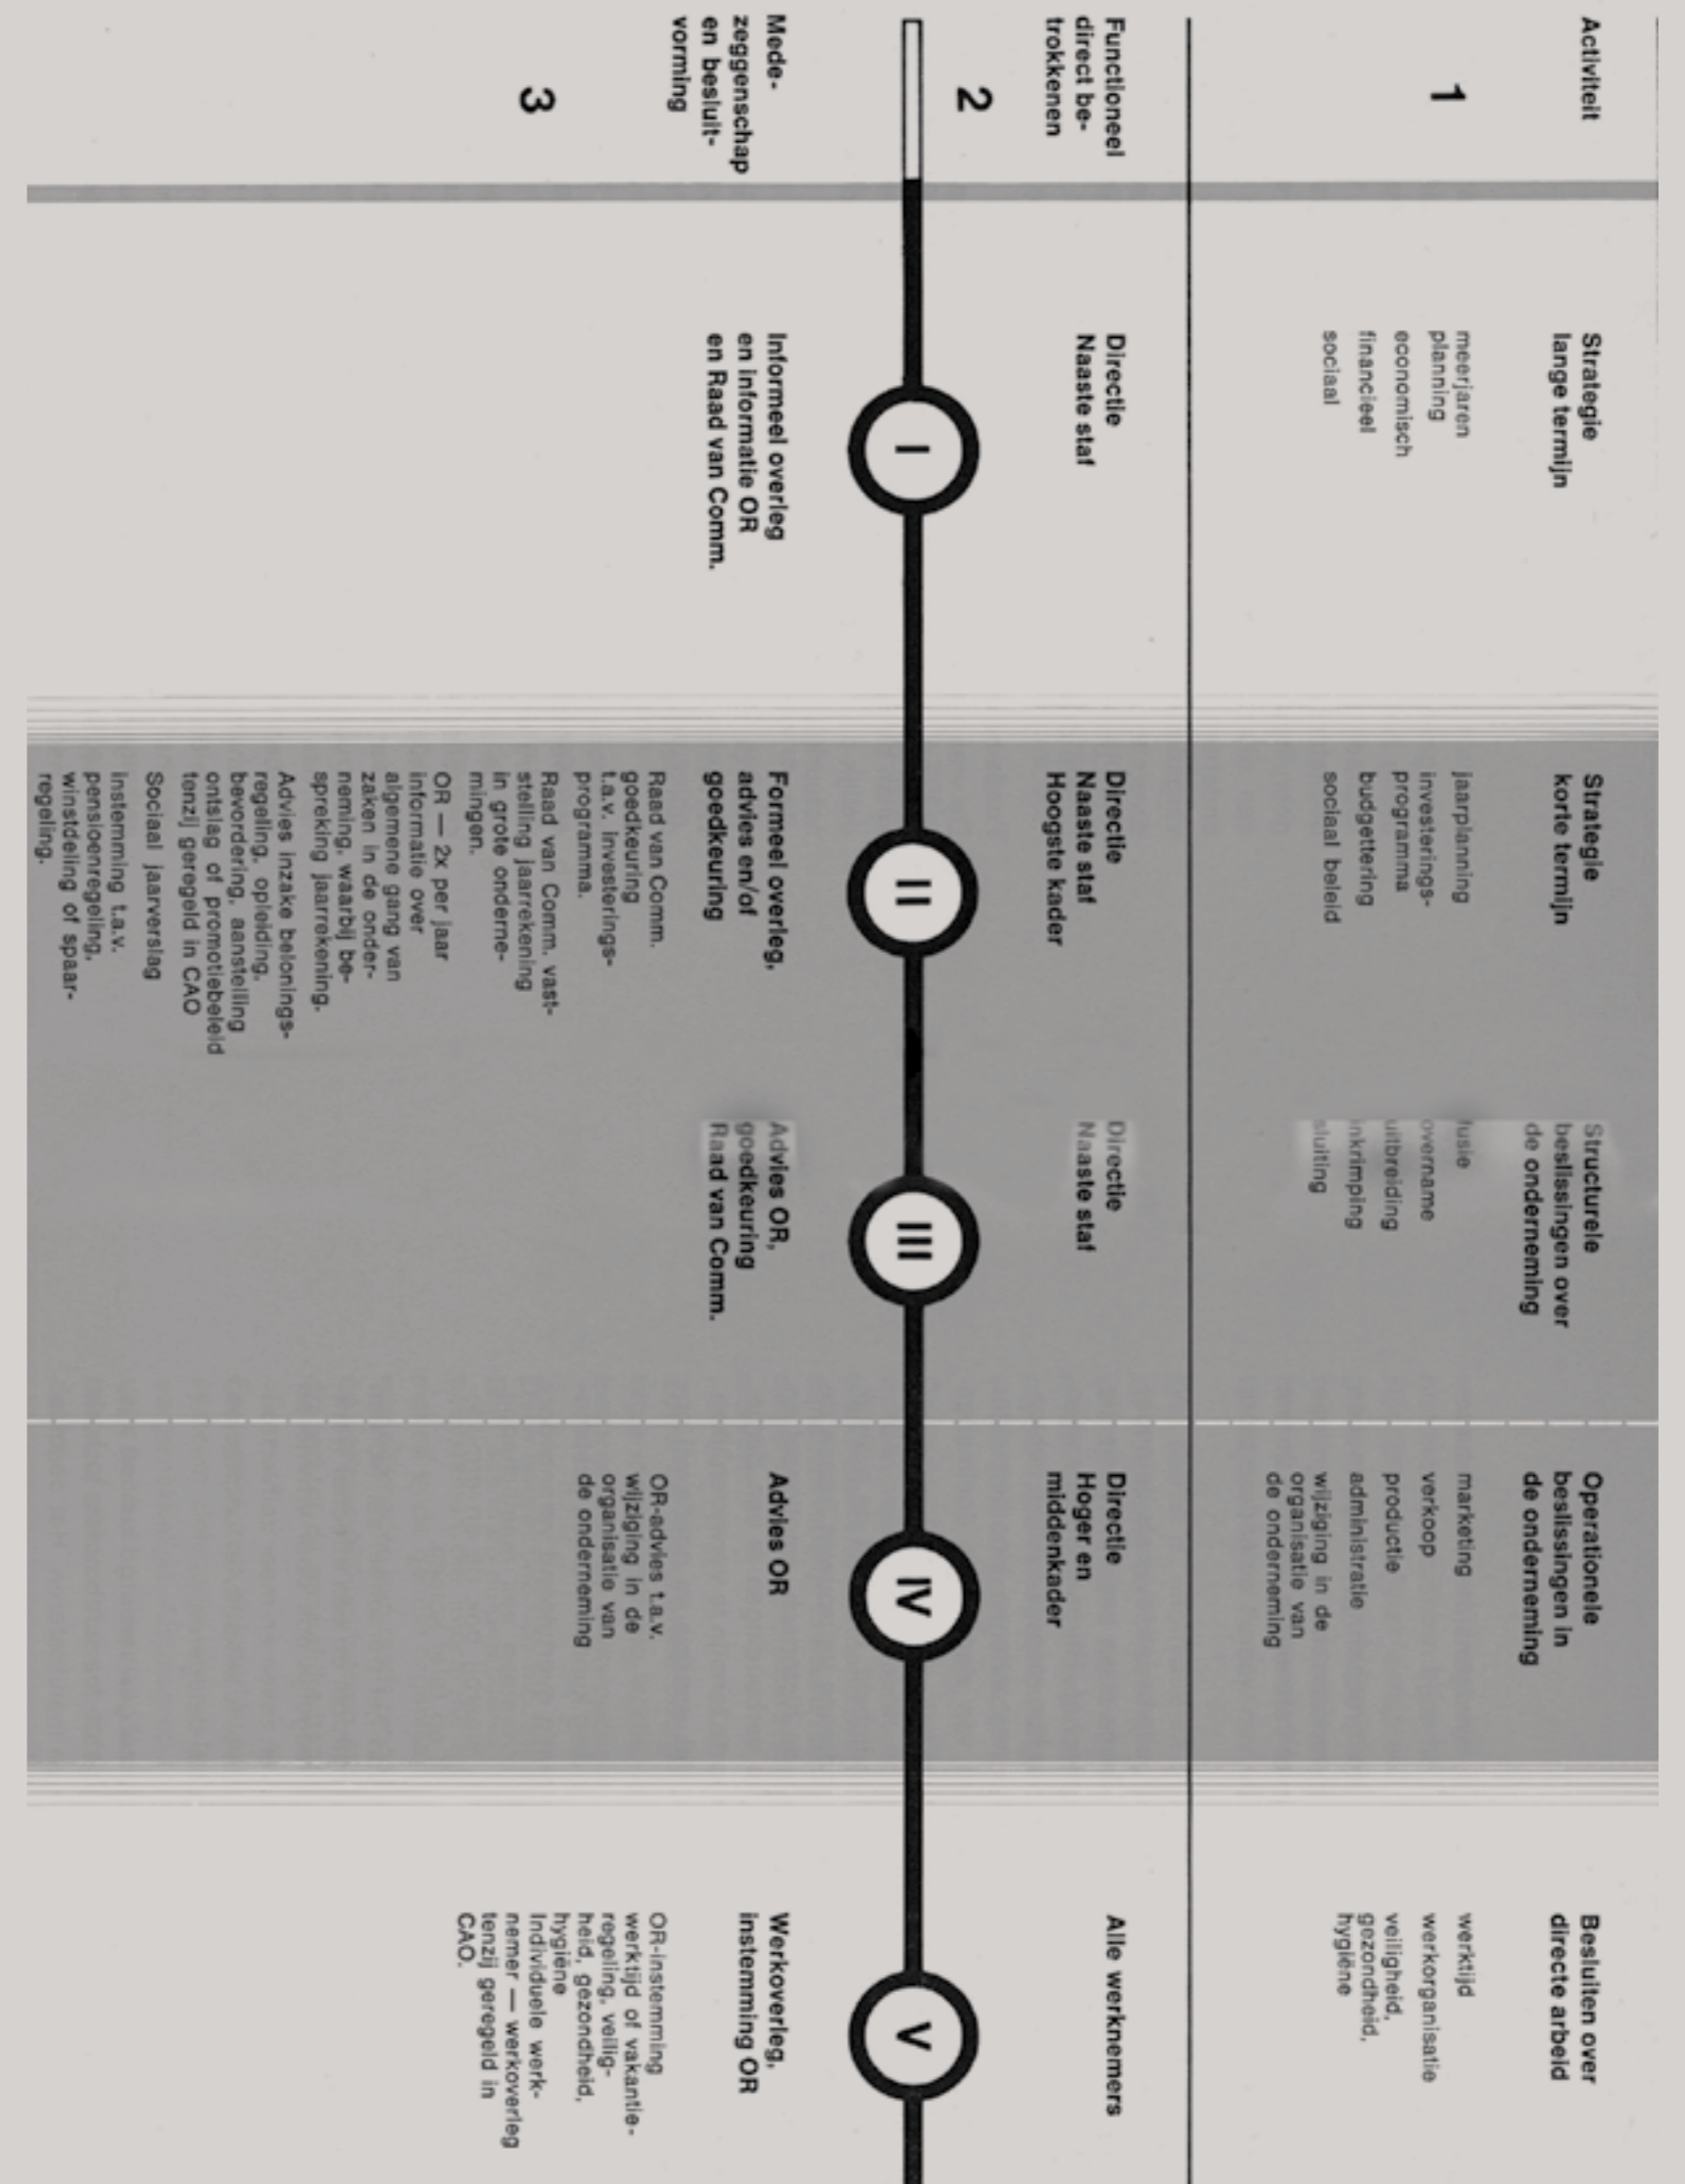 Activiteit
1
Strategie
lange termijn
meerjaren
planning
economisch
financieel
sociaal
Strategie
korte termijn
jaarplanning
investerings-
programma
budgettering
sociaal beleid
Structurele
beslissingen over
de onderneming
fusie
overname
uitbreiding
inkrimping
sluiting
Operationele
beslissingen in
de onderneming
marketing
verkoop
productie
administratie
wijziging in de
organisatie van
de onderneming
Besluiten over
directe arbeid
werktijd
werkorganisatie
veiligheid,
gezondheid,
hygiëne
Functioneel
direct be-
trokkenen
2
Directie
Naaste staf
Directie
Naaste staf
Hoogste kader
Directie
Naaste staf
Directie
Hoger en
middenkader
Alle werknemers
I
II
III
IV
V
Mede-
zeggenschap
en besluit-
vorming
3
Informeel overleg
en informatie OR
en Raad van Comm.
Formeel overleg,
advies en/of
goedkeuring
Raad van Comm.
goedkeuring
t.a.v. investerings-
programma.
Raad van Comm. vast-
stelling jaarrekening
in grote onderne-
mingen.
OR — 2x per jaar
informatie over
algemene gang van
zaken in de onder-
neming, waarbij be-
spreking jaarrekening.
Advies inzake belonings-
regeling, opleiding,
bevordering, aanstelling
ontslag of promotiebeleid
tenzij geregeld in CAO
Sociaal jaarverslag
instemming t.a.v.
pensioenregeling,
winstdeling of spaar-
regeling.
Advies OR,
goedkeuring
Raad van Comm.
Advies OR
OR-advies t.a.v.
wijziging in de
organisatie van
de onderneming
Werkoverleg,
instemming OR
OR-instemming
werktijd of vakantie-
regeling, veilig-
heid, gezondheid,
hygiëne
Individuele werk-
nemer — werkoverleg
tenzij geregeld in
CAO.